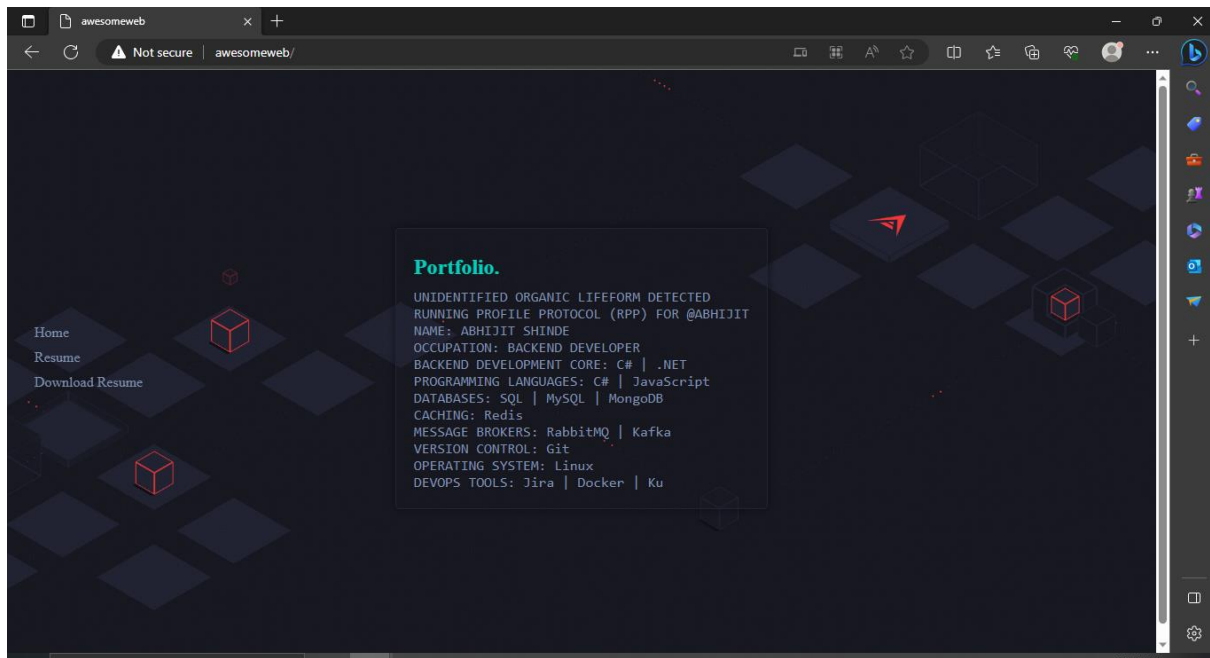 awesomeweb
Not secure | awesomeweb/
Home
Resume
Download Resume
Portfolio.
UNIDENTIFIED ORGANIC LIFEFORM DETECTED
RUNNING PROFILE PROTOCOL (RPP) FOR @ABHIJIT
NAME: ABHIJIT SHINDE
OCCUPATION: BACKEND DEVELOPER
BACKEND DEVELOPMENT CORE: C# | .NET
PROGRAMMING LANGUAGES: C# | JavaScript
DATABASES: SQL | MySQL | MongoDB
CACHING: Redis
MESSAGE BROKERS: RabbitMQ | Kafka
VERSION CONTROL: Git
OPERATING SYSTEM: Linux
DEVOPS TOOLS: Jira | Docker | Ku